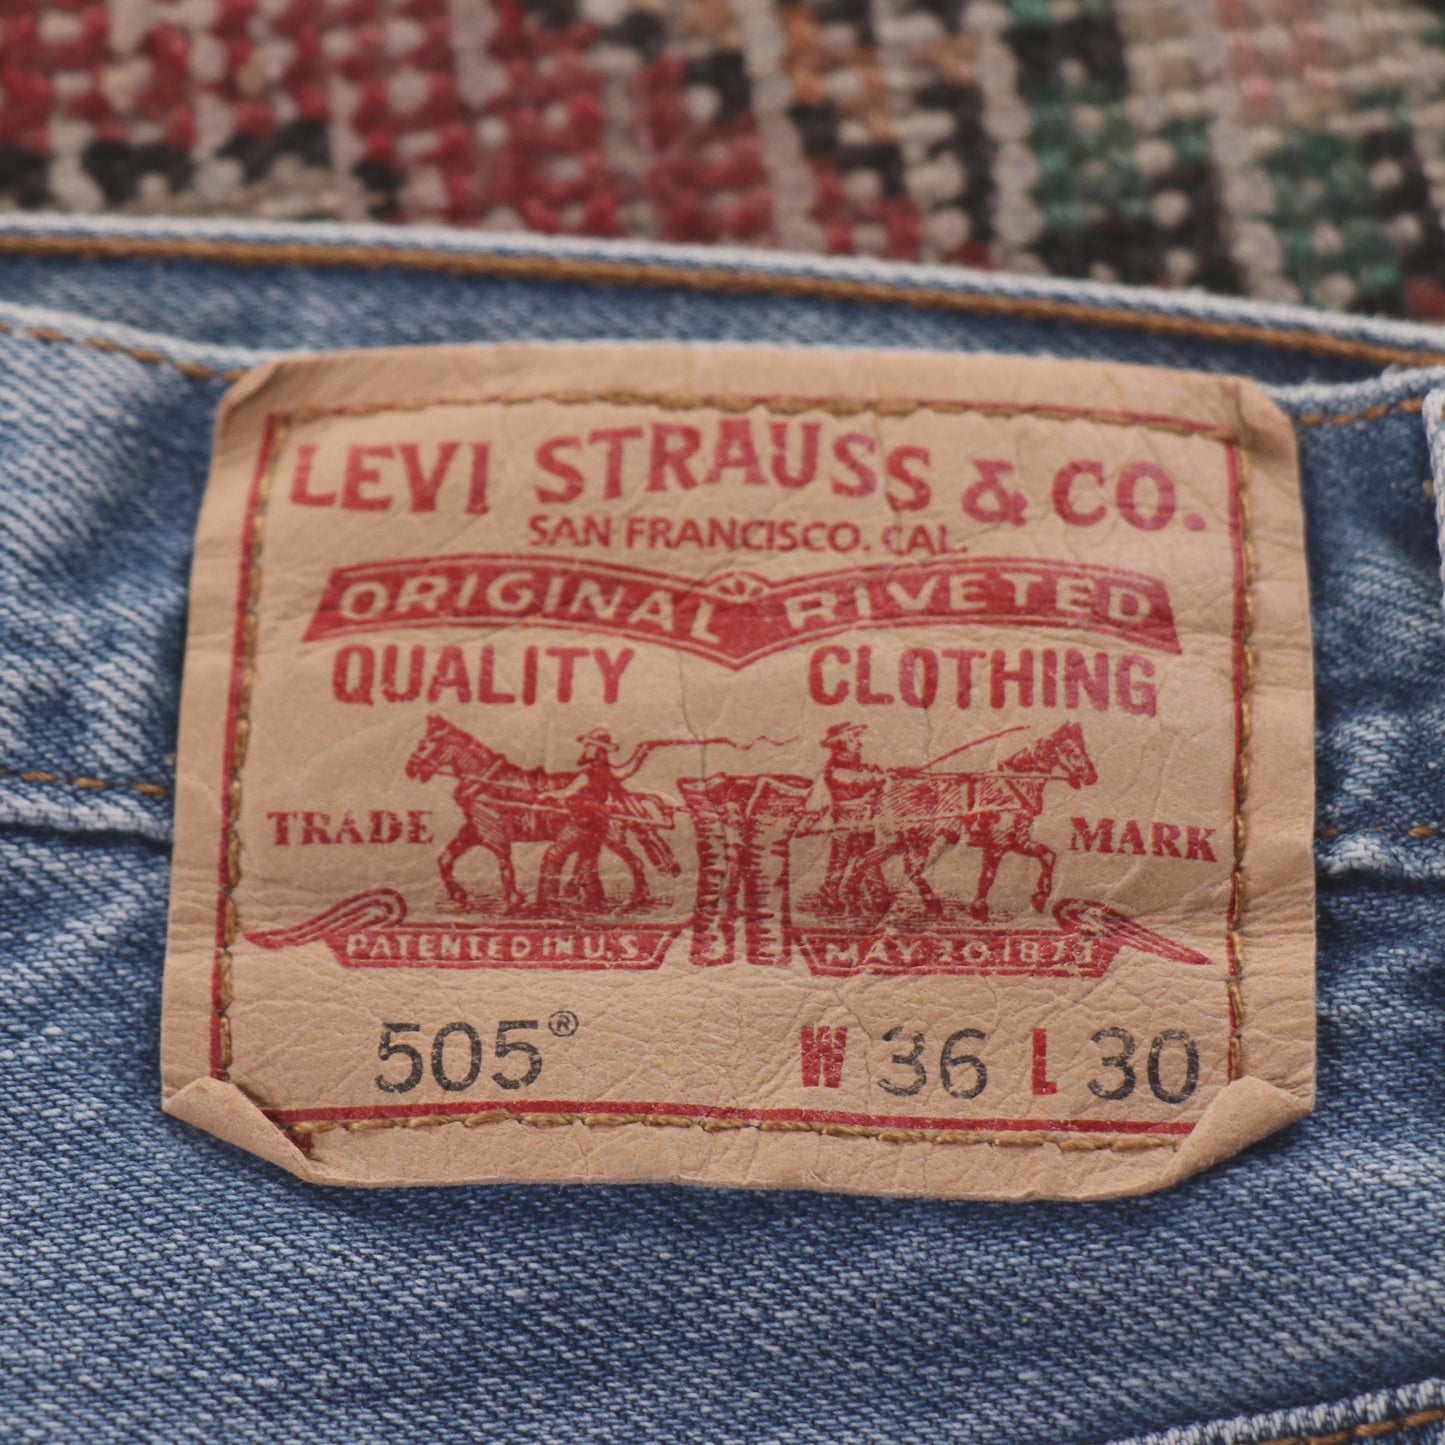 LEVI STRAUSS & CO.
SAN FRANCISCO. CAL.
ORIGINAL RIVETED
QUALITY CLOTHING
TRADE MARK
PATENTED IN U.S. MAY 20 1873
505® W 36 L 30